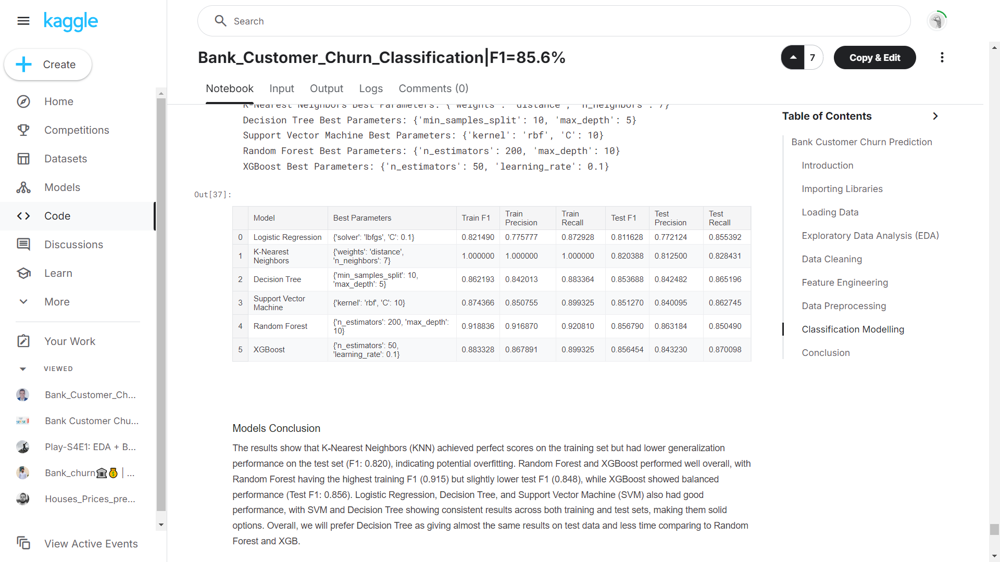 kaggle
Search
Create
Home
Competitions
Datasets
Models
Code
Discussions
Learn
More
Your Work
VIEWED
Bank_Customer_Ch...
Bank Customer Chu...
Play-S4E1: EDA + B...
Bank_churn🏛️💰 | ...
Houses_Prices_pre...
View Active Events
Bank_Customer_Churn_Classification|F1=85.6%
7
Copy & Edit
Notebook Input Output Logs Comments (0)
K-Nearest Neighbors Best Parameters: {'weights': 'distance', 'n_neighbors': 7}
Decision Tree Best Parameters: {'min_samples_split': 10, 'max_depth': 5}
Support Vector Machine Best Parameters: {'kernel': 'rbf', 'C': 10}
Random Forest Best Parameters: {'n_estimators': 200, 'max_depth': 10}
XGBoost Best Parameters: {'n_estimators': 50, 'learning_rate': 0.1}
Out[37]:
Model Best Parameters Train F1 Train Precision Train Recall Test F1 Test Precision Test Recall
0 Logistic Regression {'solver': 'lbfgs', 'C': 0.1} 0.821490 0.775777 0.872928 0.811628 0.772124 0.855392
1 K-Nearest Neighbors {'weights': 'distance', 'n_neighbors': 7} 1.000000 1.000000 1.000000 0.820388 0.812500 0.828431
2 Decision Tree {'min_samples_split': 10, 'max_depth': 5} 0.862193 0.842013 0.883364 0.853688 0.842482 0.865196
3 Support Vector Machine {'kernel': 'rbf', 'C': 10} 0.874366 0.850755 0.899325 0.851270 0.840095 0.862745
4 Random Forest {'n_estimators': 200, 'max_depth': 10} 0.918836 0.916870 0.920810 0.856790 0.863184 0.850490
5 XGBoost {'n_estimators': 50, 'learning_rate': 0.1} 0.883328 0.867891 0.899325 0.856454 0.843230 0.870098
Models Conclusion
The results show that K-Nearest Neighbors (KNN) achieved perfect scores on the training set but had lower generalization
performance on the test set (F1: 0.820), indicating potential overfitting. Random Forest and XGBoost performed well overall, with
Random Forest having the highest training F1 (0.915) but slightly lower test F1 (0.848), while XGBoost showed balanced
performance (Test F1: 0.856). Logistic Regression, Decision Tree, and Support Vector Machine (SVM) also had good
performance, with SVM and Decision Tree showing consistent results across both training and test sets, making them solid
options. Overall, we will prefer Decision Tree as giving almost the same results on test data and less time comparing to Random
Forest and XGB.
Table of Contents
Bank Customer Churn Prediction
Introduction
Importing Libraries
Loading Data
Exploratory Data Analysis (EDA)
Data Cleaning
Feature Engineering
Data Preprocessing
Classification Modelling
Conclusion